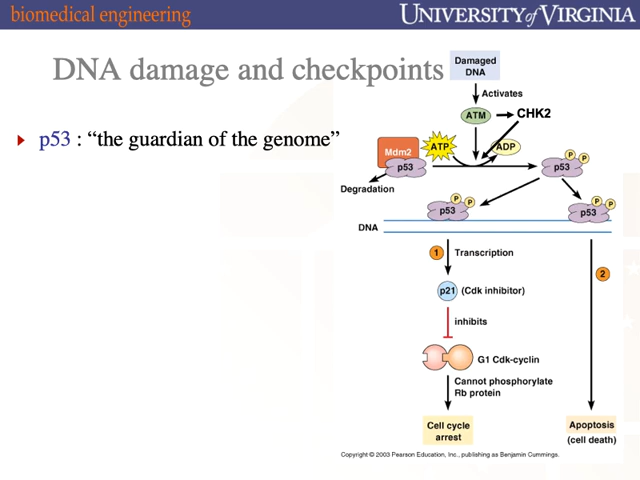 biomedical engineering
UNIVERSITY of VIRGINIA
DNA damage and checkpoints
p53 : “the guardian of the genome”
Damaged
DNA
Activates
ATM
CHK2
ATP
ADP
Mdm2
p53
P
P
p53
Degradation
P
P
p53
P
P
p53
DNA
1
Transcription
2
p21
(Cdk inhibitor)
inhibits
G1 Cdk-cyclin
Cannot phosphorylate
Rb protein
Cell cycle
arrest
Apoptosis
(cell death)
Copyright © 2003 Pearson Education, Inc., publishing as Benjamin Cummings.